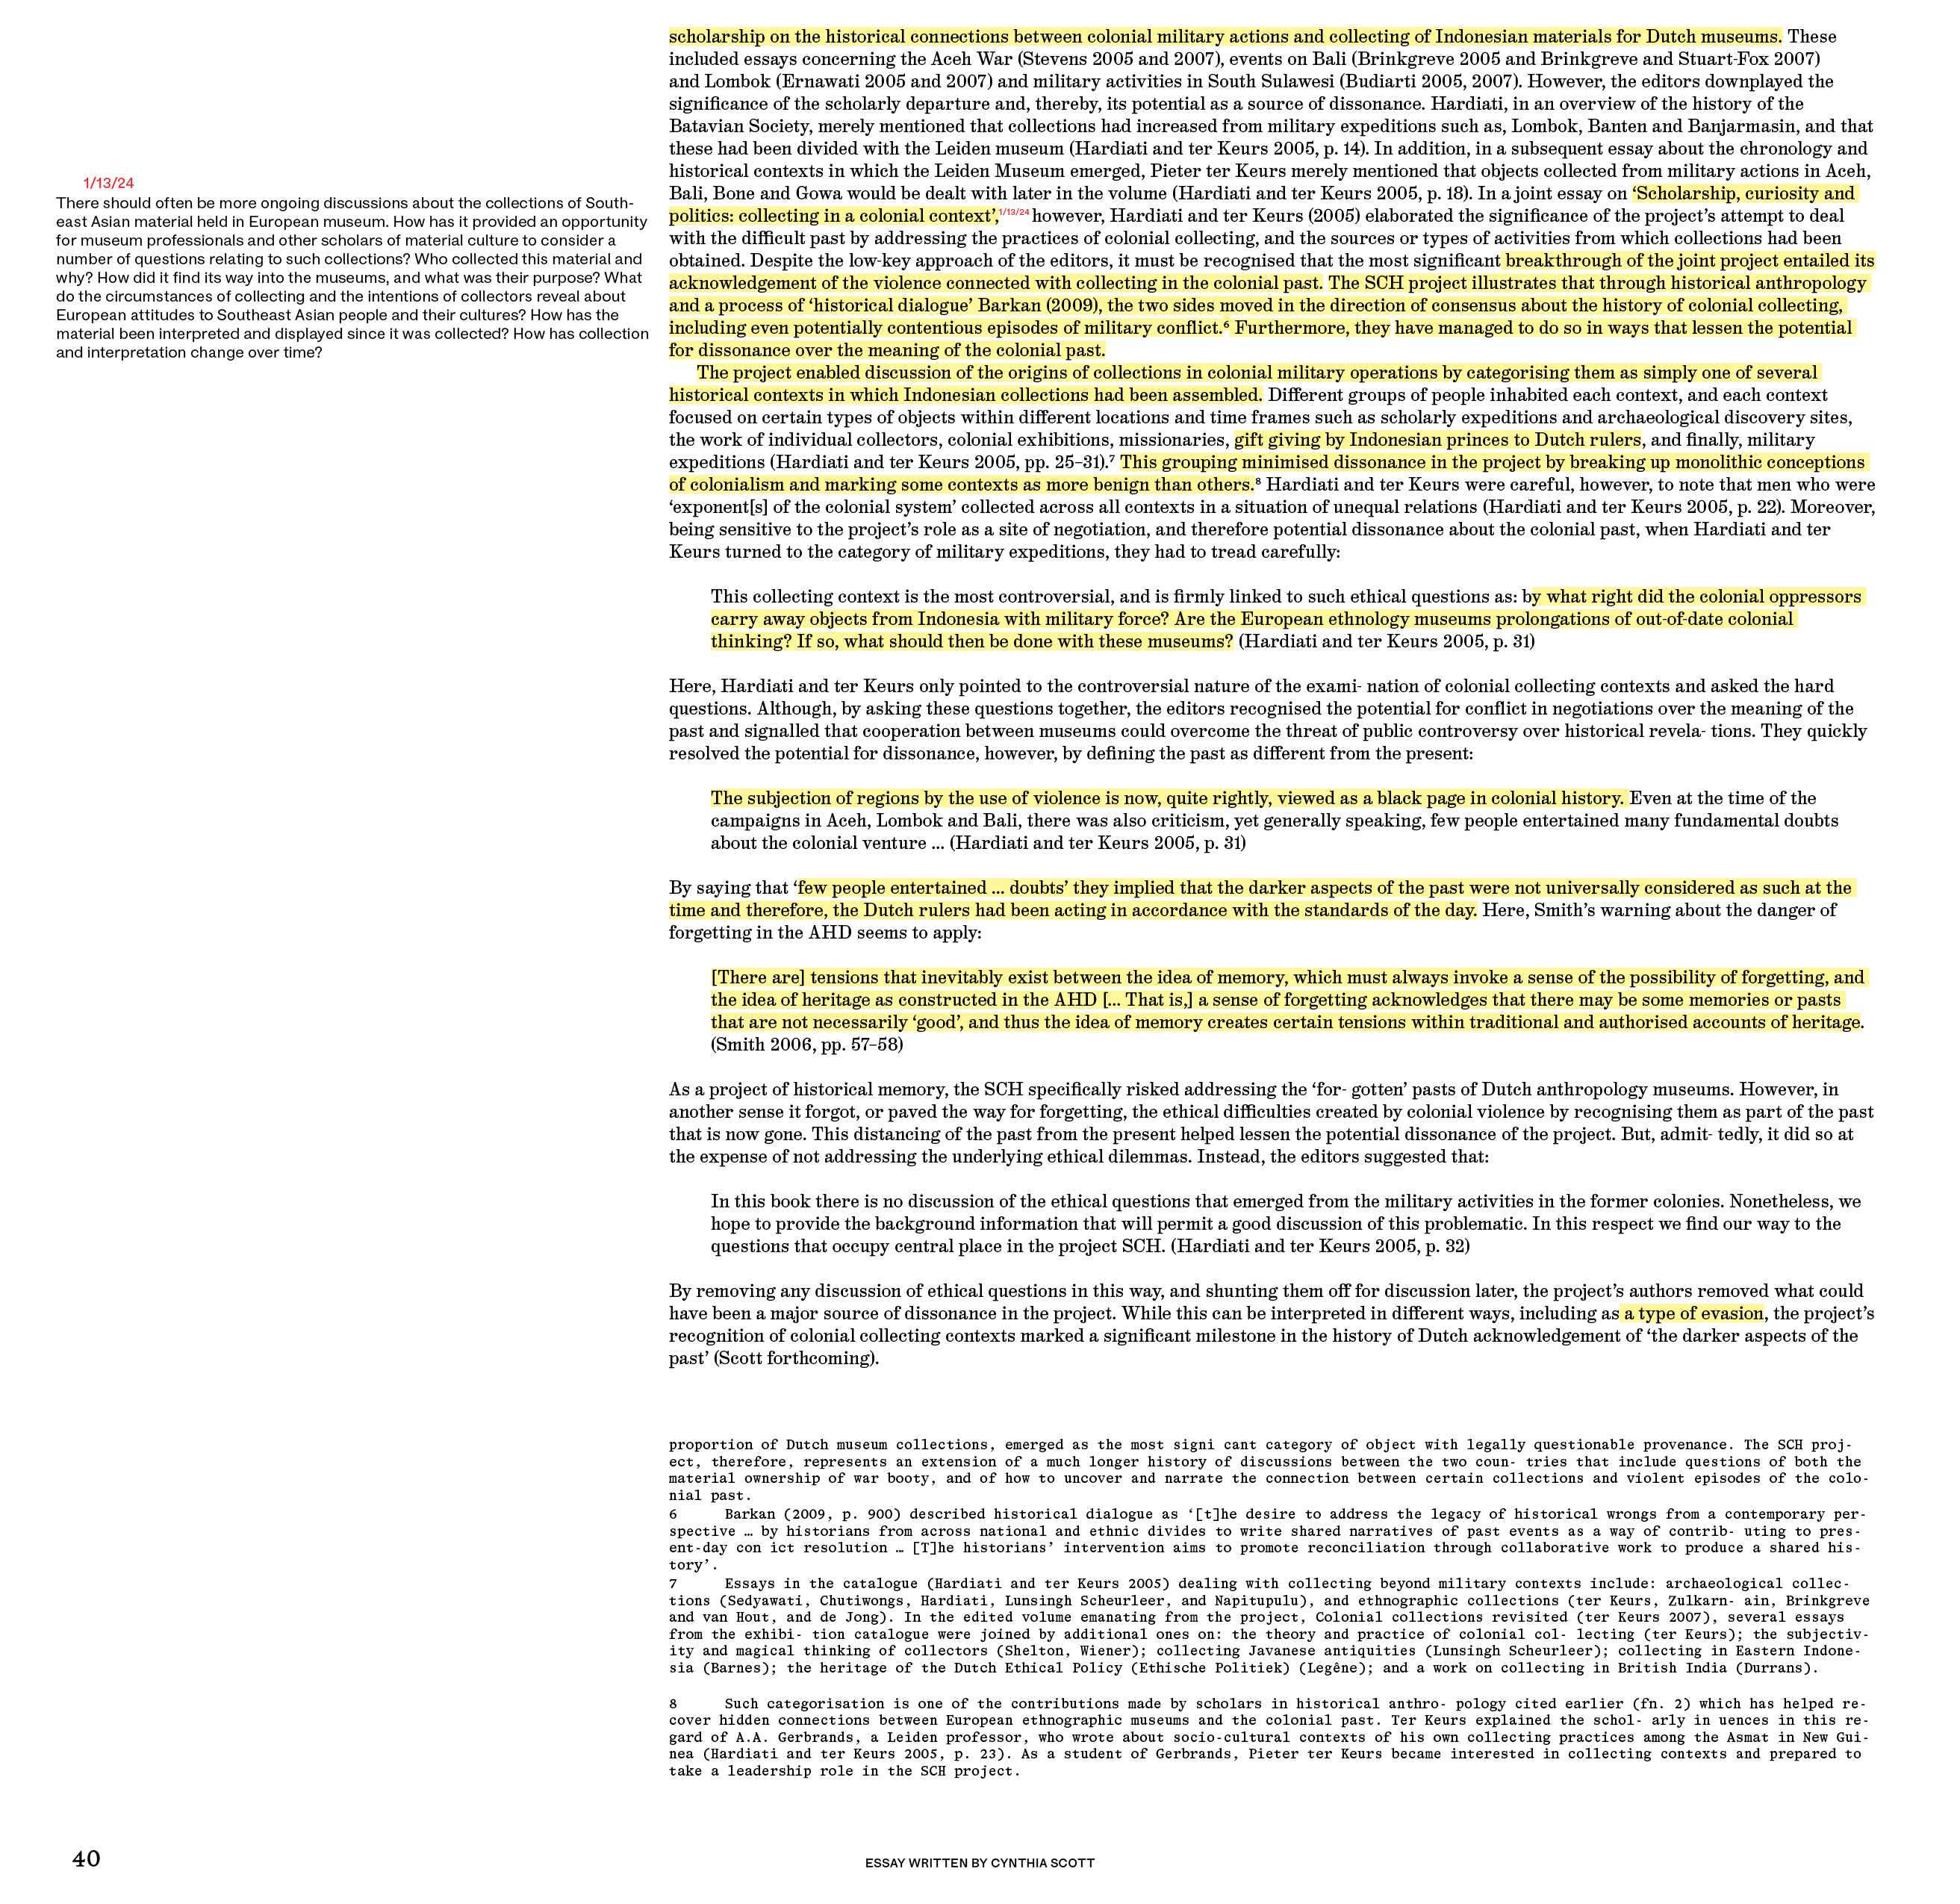 1/13/24
There should often be more ongoing discussions about the collections of South-
east Asian material held in European museum. How has it provided an opportunity
for museum professionals and other scholars of material culture to consider a
number of questions relating to such collections? Who collected this material and
why? How did it find its way into the museums, and what was their purpose? What
do the circumstances of collecting and the intentions of collectors reveal about
European attitudes to Southeast Asian people and their cultures? How has the
material been interpreted and displayed since it was collected? How has collection
and interpretation change over time?
scholarship on the historical connections between colonial military actions and collecting of Indonesian materials for Dutch museums. These
included essays concerning the Aceh War (Stevens 2005 and 2007), events on Bali (Brinkgreve 2005 and Brinkgreve and Stuart-Fox 2007)
and Lombok (Ernawati 2005 and 2007) and military activities in South Sulawesi (Budiarti 2005, 2007). However, the editors downplayed the
significance of the scholarly departure and, thereby, its potential as a source of dissonance. Hardiati, in an overview of the history of the
Batavian Society, merely mentioned that collections had increased from military expeditions such as, Lombok, Banten and Banjarmasin, and that
these had been divided with the Leiden museum (Hardiati and ter Keurs 2005, p. 14). In addition, in a subsequent essay about the chronology and
historical contexts in which the Leiden Museum emerged, Pieter ter Keurs merely mentioned that objects collected from military actions in Aceh,
Bali, Bone and Gowa would be dealt with later in the volume (Hardiati and ter Keurs 2005, p. 18). In a joint essay on ‘Scholarship, curiosity and
politics: collecting in a colonial context’,1/13/24 however, Hardiati and ter Keurs (2005) elaborated the significance of the project’s attempt to deal
with the difficult past by addressing the practices of colonial collecting, and the sources or types of activities from which collections had been
obtained. Despite the low-key approach of the editors, it must be recognised that the most significant breakthrough of the joint project entailed its
acknowledgement of the violence connected with collecting in the colonial past. The SCH project illustrates that through historical anthropology
and a process of ‘historical dialogue’ Barkan (2009), the two sides moved in the direction of consensus about the history of colonial collecting,
including even potentially contentious episodes of military conflict.6 Furthermore, they have managed to do so in ways that lessen the potential
for dissonance over the meaning of the colonial past.
The project enabled discussion of the origins of collections in colonial military operations by categorising them as simply one of several
historical contexts in which Indonesian collections had been assembled. Different groups of people inhabited each context, and each context
focused on certain types of objects within different locations and time frames such as scholarly expeditions and archaeological discovery sites,
the work of individual collectors, colonial exhibitions, missionaries, gift giving by Indonesian princes to Dutch rulers, and finally, military
expeditions (Hardiati and ter Keurs 2005, pp. 25–31).7 This grouping minimised dissonance in the project by breaking up monolithic conceptions
of colonialism and marking some contexts as more benign than others.8 Hardiati and ter Keurs were careful, however, to note that men who were
‘exponent[s] of the colonial system’ collected across all contexts in a situation of unequal relations (Hardiati and ter Keurs 2005, p. 22). Moreover,
being sensitive to the project’s role as a site of negotiation, and therefore potential dissonance about the colonial past, when Hardiati and ter
Keurs turned to the category of military expeditions, they had to tread carefully:
This collecting context is the most controversial, and is firmly linked to such ethical questions as: by what right did the colonial oppressors
carry away objects from Indonesia with military force? Are the European ethnology museums prolongations of out-of-date colonial
thinking? If so, what should then be done with these museums? (Hardiati and ter Keurs 2005, p. 31)
Here, Hardiati and ter Keurs only pointed to the controversial nature of the exami- nation of colonial collecting contexts and asked the hard
questions. Although, by asking these questions together, the editors recognised the potential for conflict in negotiations over the meaning of the
past and signalled that cooperation between museums could overcome the threat of public controversy over historical revela- tions. They quickly
resolved the potential for dissonance, however, by defining the past as different from the present:
The subjection of regions by the use of violence is now, quite rightly, viewed as a black page in colonial history. Even at the time of the
campaigns in Aceh, Lombok and Bali, there was also criticism, yet generally speaking, few people entertained many fundamental doubts
about the colonial venture ... (Hardiati and ter Keurs 2005, p. 31)
By saying that ‘few people entertained ... doubts’ they implied that the darker aspects of the past were not universally considered as such at the
time and therefore, the Dutch rulers had been acting in accordance with the standards of the day. Here, Smith’s warning about the danger of
forgetting in the AHD seems to apply:
[There are] tensions that inevitably exist between the idea of memory, which must always invoke a sense of the possibility of forgetting, and
the idea of heritage as constructed in the AHD [... That is,] a sense of forgetting acknowledges that there may be some memories or pasts
that are not necessarily ‘good’, and thus the idea of memory creates certain tensions within traditional and authorised accounts of heritage.
(Smith 2006, pp. 57–58)
As a project of historical memory, the SCH specifically risked addressing the ‘for- gotten’ pasts of Dutch anthropology museums. However, in
another sense it forgot, or paved the way for forgetting, the ethical difficulties created by colonial violence by recognising them as part of the past
that is now gone. This distancing of the past from the present helped lessen the potential dissonance of the project. But, admit- tedly, it did so at
the expense of not addressing the underlying ethical dilemmas. Instead, the editors suggested that:
In this book there is no discussion of the ethical questions that emerged from the military activities in the former colonies. Nonetheless, we
hope to provide the background information that will permit a good discussion of this problematic. In this respect we find our way to the
questions that occupy central place in the project SCH. (Hardiati and ter Keurs 2005, p. 32)
By removing any discussion of ethical questions in this way, and shunting them off for discussion later, the project’s authors removed what could
have been a major source of dissonance in the project. While this can be interpreted in different ways, including as a type of evasion, the project’s
recognition of colonial collecting contexts marked a significant milestone in the history of Dutch acknowledgement of ‘the darker aspects of the
past’ (Scott forthcoming).
proportion of Dutch museum collections, emerged as the most signi cant category of object with legally questionable provenance. The SCH proj-
ect, therefore, represents an extension of a much longer history of discussions between the two coun- tries that include questions of both the
material ownership of war booty, and of how to uncover and narrate the connection between certain collections and violent episodes of the colo-
nial past.
6 Barkan (2009, p. 900) described historical dialogue as ‘[t]he desire to address the legacy of historical wrongs from a contemporary per-
spective … by historians from across national and ethnic divides to write shared narratives of past events as a way of contrib- uting to pres-
ent-day con ict resolution … [T]he historians’ intervention aims to promote reconciliation through collaborative work to produce a shared his-
tory’.
7 Essays in the catalogue (Hardiati and ter Keurs 2005) dealing with collecting beyond military contexts include: archaeological collec-
tions (Sedyawati, Chutiwongs, Hardiati, Lunsingh Scheurleer, and Napitupulu), and ethnographic collections (ter Keurs, Zulkarn- ain, Brinkgreve
and van Hout, and de Jong). In the edited volume emanating from the project, Colonial collections revisited (ter Keurs 2007), several essays
from the exhibi- tion catalogue were joined by additional ones on: the theory and practice of colonial col- lecting (ter Keurs); the subjectiv-
ity and magical thinking of collectors (Shelton, Wiener); collecting Javanese antiquities (Lunsingh Scheurleer); collecting in Eastern Indone-
sia (Barnes); the heritage of the Dutch Ethical Policy (Ethische Politiek) (Legêne); and a work on collecting in British India (Durrans).
8 Such categorisation is one of the contributions made by scholars in historical anthro- pology cited earlier (fn. 2) which has helped re-
cover hidden connections between European ethnographic museums and the colonial past. Ter Keurs explained the schol- arly in uences in this re-
gard of A.A. Gerbrands, a Leiden professor, who wrote about socio-cultural contexts of his own collecting practices among the Asmat in New Gui-
nea (Hardiati and ter Keurs 2005, p. 23). As a student of Gerbrands, Pieter ter Keurs became interested in collecting contexts and prepared to
take a leadership role in the SCH project.
40
ESSAY WRITTEN BY CYNTHIA SCOTT